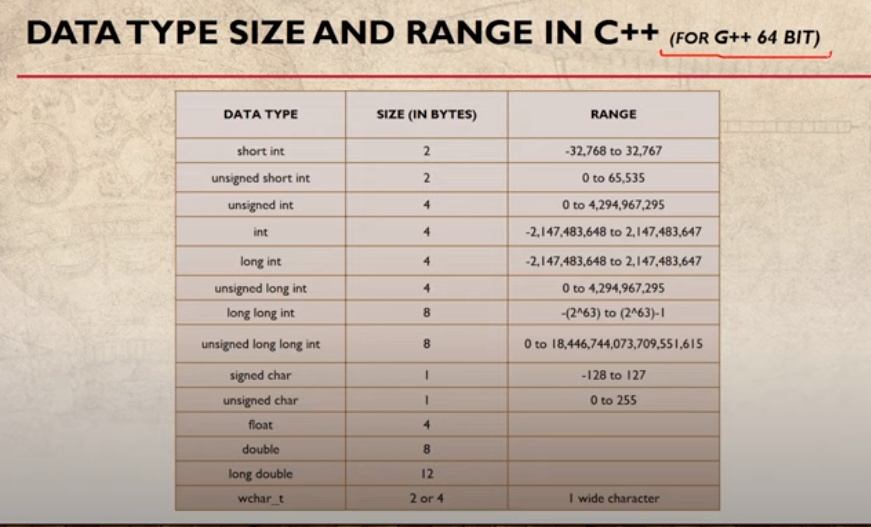 DATA TYPE SIZE AND RANGE IN C++ (FOR G++ 64 BIT)
DATA TYPE SIZE (IN BYTES) RANGE
short int 2 -32,768 to 32,767
unsigned short int 2 0 to 65,535
unsigned int 4 0 to 4,294,967,295
int 4 -2,147,483,648 to 2,147,483,647
long int 4 -2,147,483,648 to 2,147,483,647
unsigned long int 4 0 to 4,294,967,295
long long int 8 -(2^63) to (2^63)-1
unsigned long long int 8 0 to 18,446,744,073,709,551,615
signed char 1 -128 to 127
unsigned char 1 0 to 255
float 4
double 8
long double 12
wchar_t 2 or 4 1 wide character